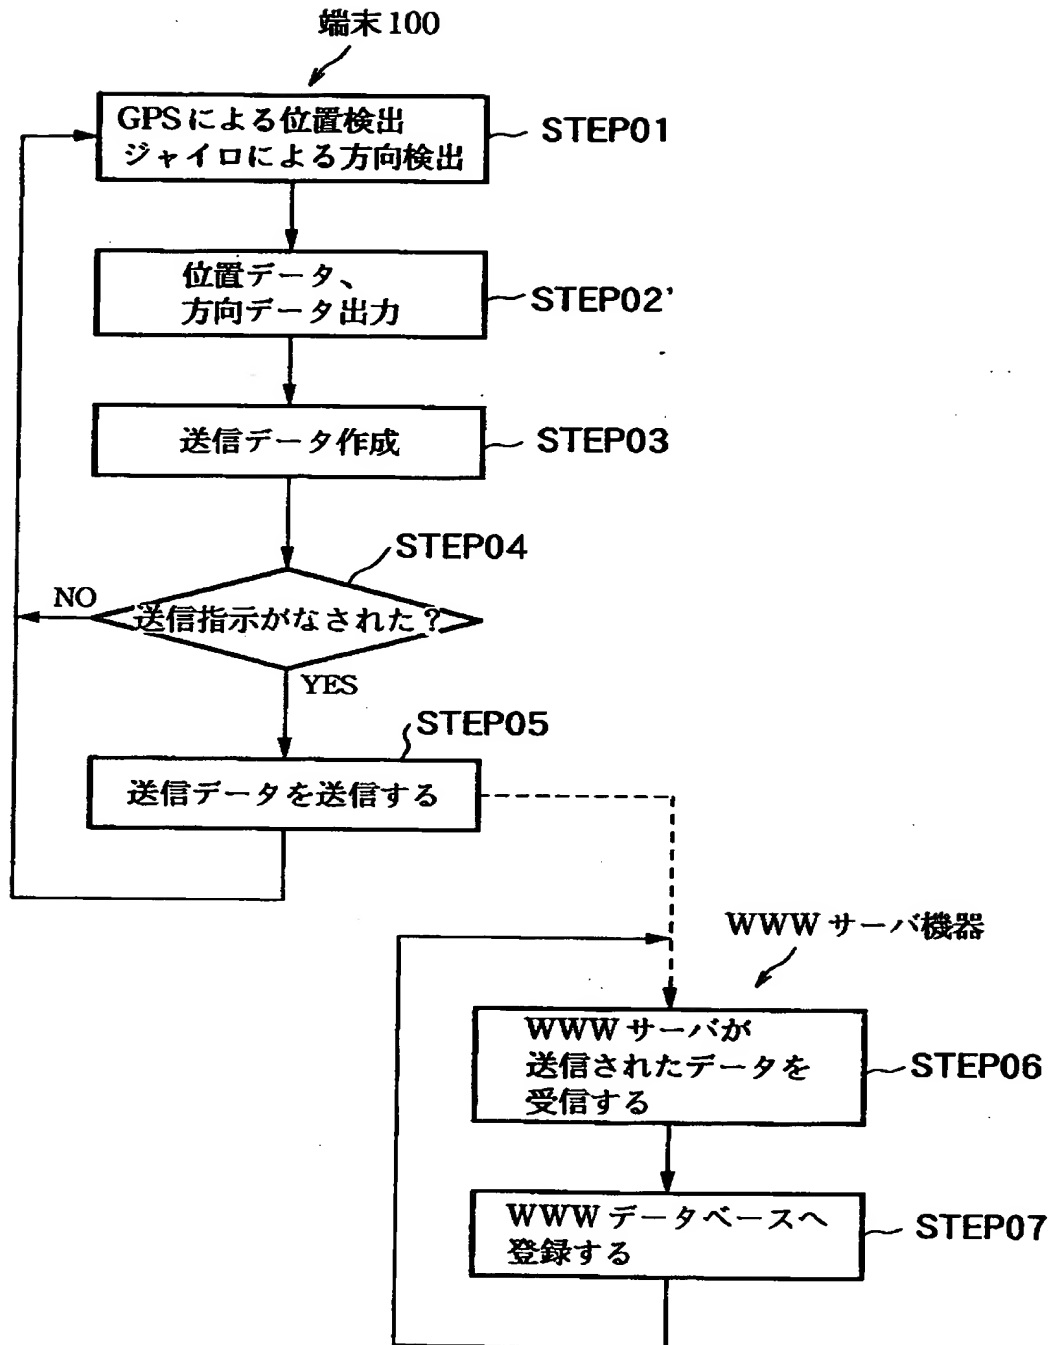 端末100
GPSによる位置検出
ジャイロによる方向検出
STEP01
位置データ、
方向データ出力
STEP02'
送信データ作成
STEP03
STEP04
NO
送信指示がなされた?
YES
STEP05
送信データを送信する
WWWサーバ機器
WWWサーバが
送信されたデータを
受信する
STEP06
WWWデータベースへ
登録する
STEP07